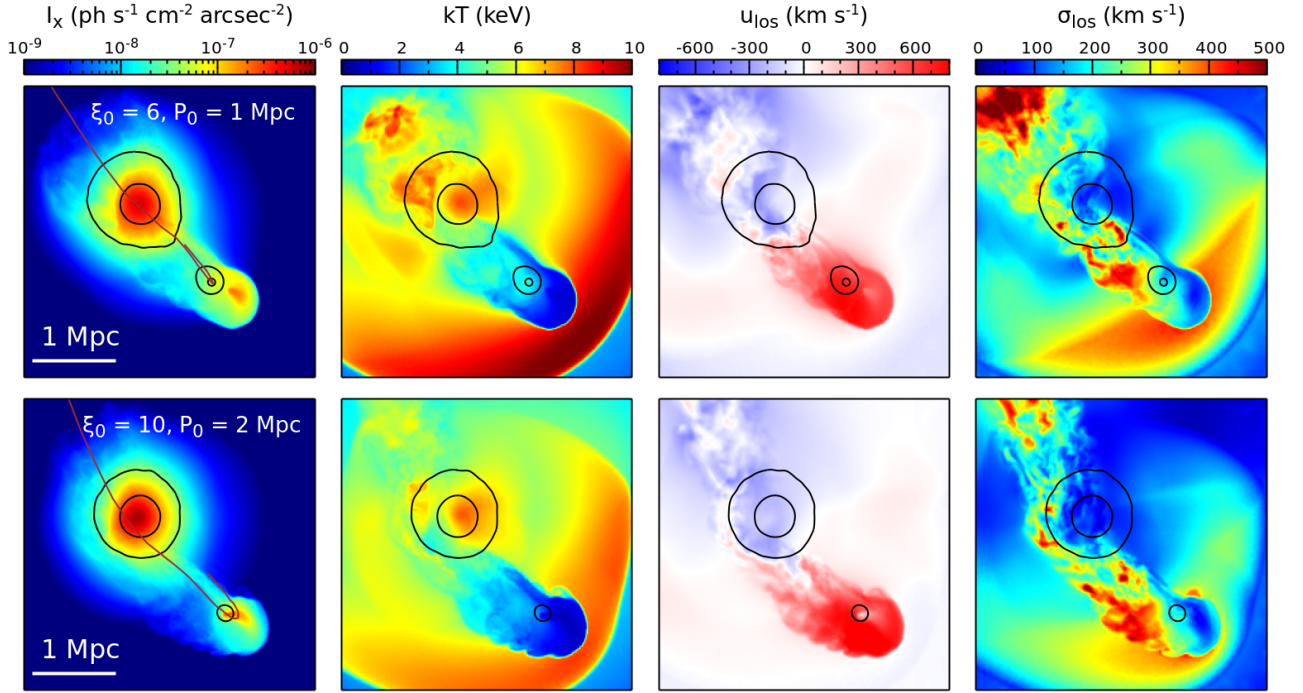 Iₓ (ph s⁻¹ cm⁻² arcsec⁻²)
kT (keV)
u_los (km s⁻¹)
σ_los (km s⁻¹)
10⁻⁹ 10⁻⁸ 10⁻⁷ 10⁻⁶
0 2 4 6 8 10
-600 -300 0 300 600
0 100 200 300 400 500
ξ₀ = 6, P₀ = 1 Mpc
1 Mpc
ξ₀ = 10, P₀ = 2 Mpc
1 Mpc